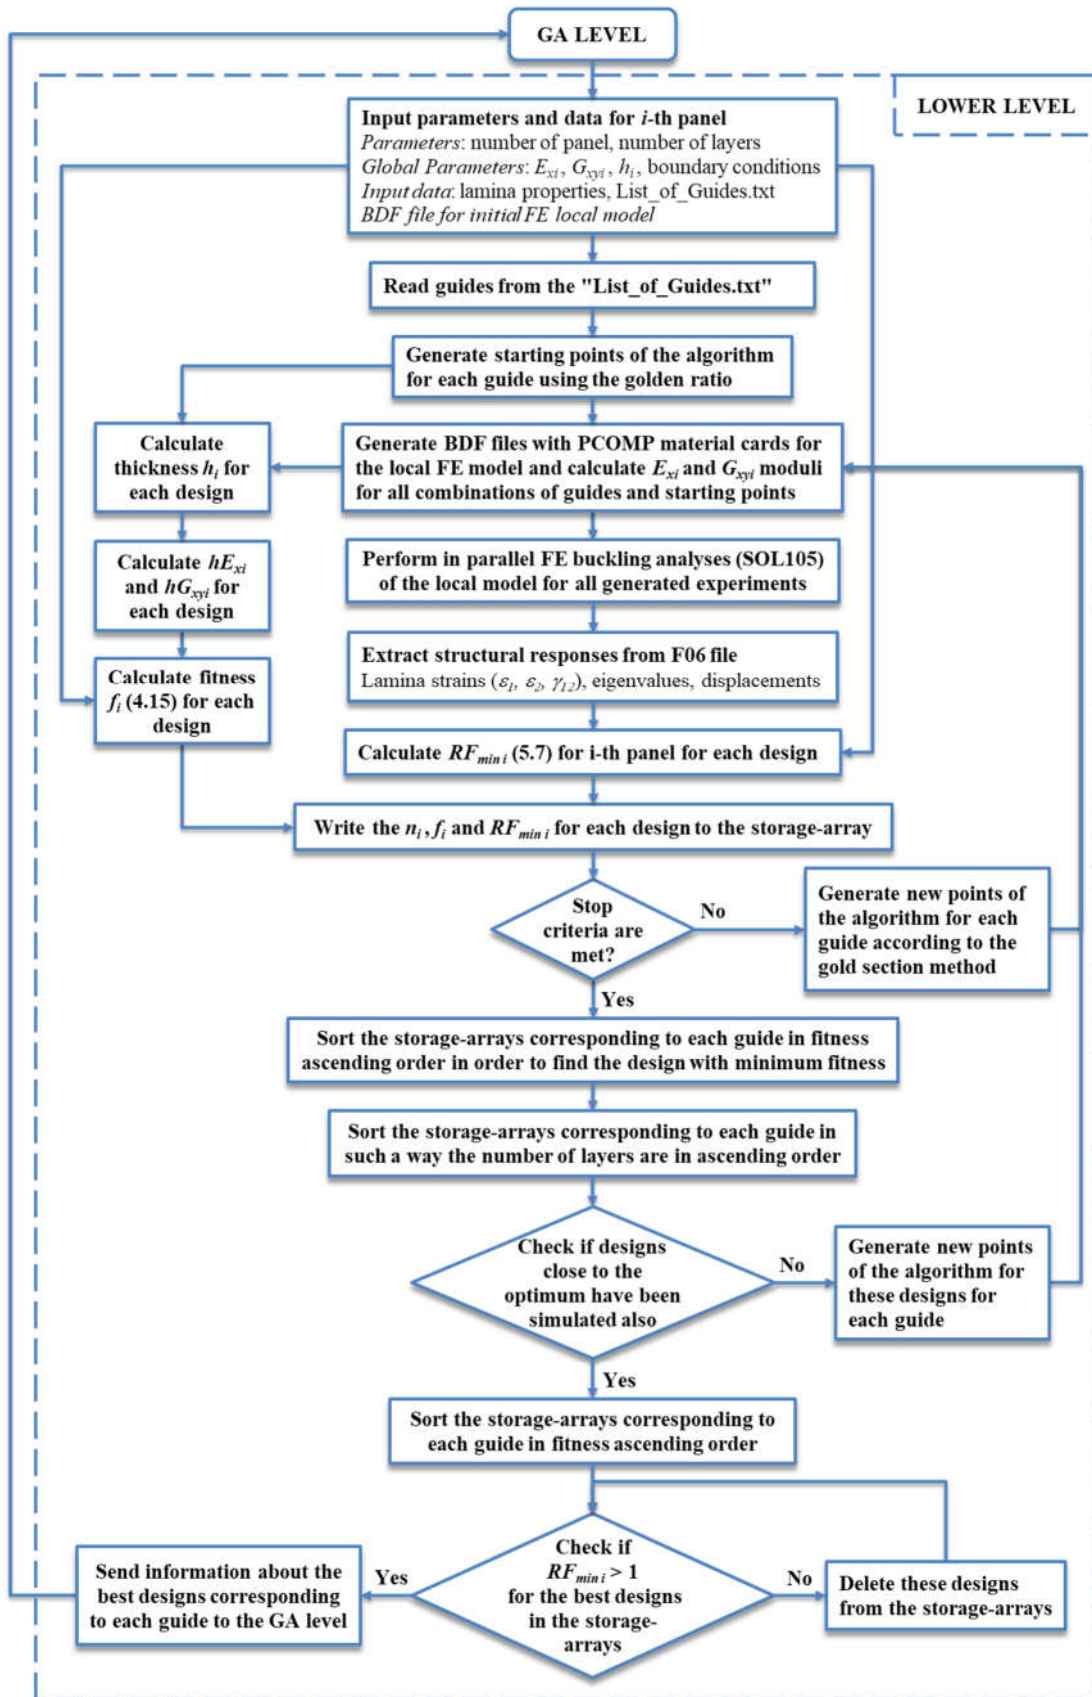 GA LEVEL
LOWER LEVEL
Input parameters and data for i-th panel
Parameters: number of panel, number of layers
Global Parameters: Exi, Gxyi, hi, boundary conditions
Input data: lamina properties, List_of_Guides.txt
BDF file for initial FE local model
Read guides from the "List_of_Guides.txt"
Generate starting points of the algorithm
for each guide using the golden ratio
Calculate
thickness hi for
each design
Generate BDF files with PCOMP material cards for
the local FE model and calculate Exi and Gxyi moduli
for all combinations of guides and starting points
Calculate hExi
and hGxyi for
each design
Perform in parallel FE buckling analyses (SOL105)
of the local model for all generated experiments
Extract structural responses from F06 file
Lamina strains (ε1, ε2, γ12), eigenvalues, displacements
Calculate fitness
fi (4.15) for each
design
Calculate RFmin i (5.7) for i-th panel for each design
Write the ni, fi and RFmin i for each design to the storage-array
Stop
criteria are
met?
No
Generate new points of
the algorithm for each
guide according to the
gold section method
Yes
Sort the storage-arrays corresponding to each guide in fitness
ascending order in order to find the design with minimum fitness
Sort the storage-arrays corresponding to each guide in
such a way the number of layers are in ascending order
Check if designs
close to the
optimum have been
simulated also
No
Generate new points
of the algorithm for
these designs for
each guide
Yes
Sort the storage-arrays corresponding to
each guide in fitness ascending order
Send information about the
best designs corresponding
to each guide to the GA level
Yes
Check if
RFmin i > 1
for the best designs
in the storage-
arrays
No
Delete these designs
from the storage-arrays